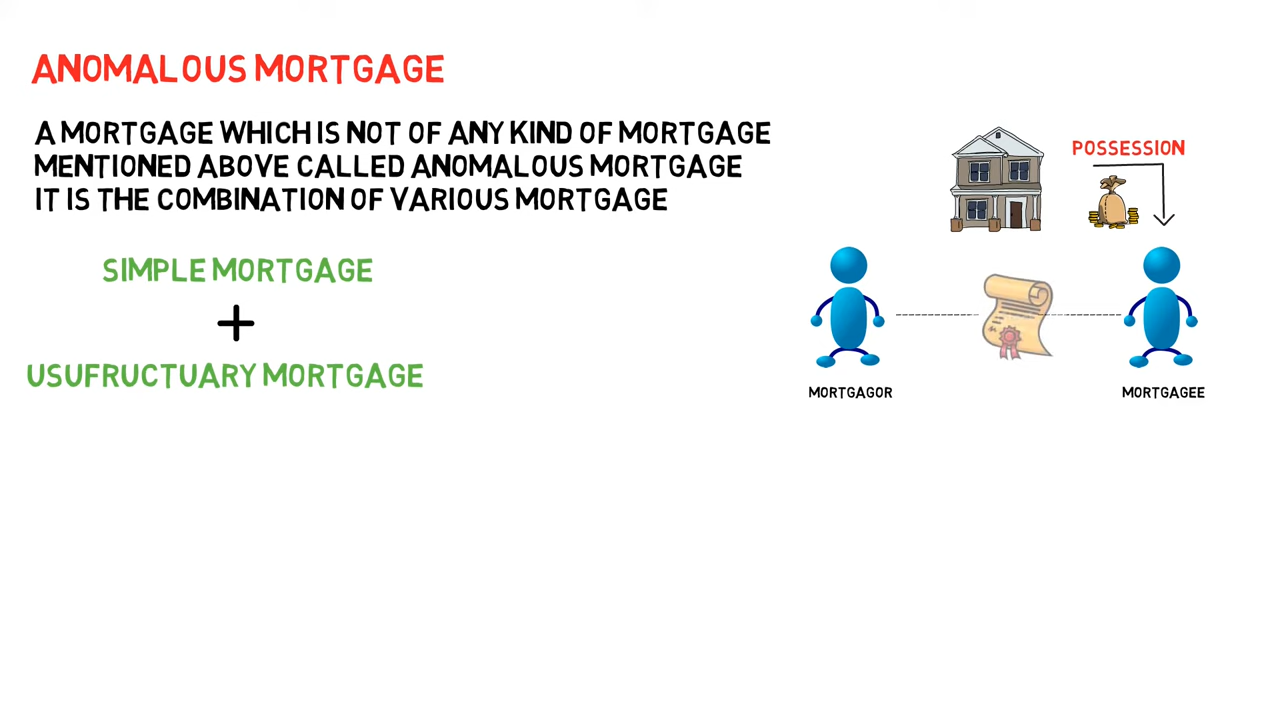 ANOMALOUS MORTGAGE
A MORTGAGE WHICH IS NOT OF ANY KIND OF MORTGAGE
MENTIONED ABOVE CALLED ANOMALOUS MORTGAGE
IT IS THE COMBINATION OF VARIOUS MORTGAGE
SIMPLE MORTGAGE
+
USUFRUCTUARY MORTGAGE
POSSESSION
MORTGAGOR
MORTGAGEE